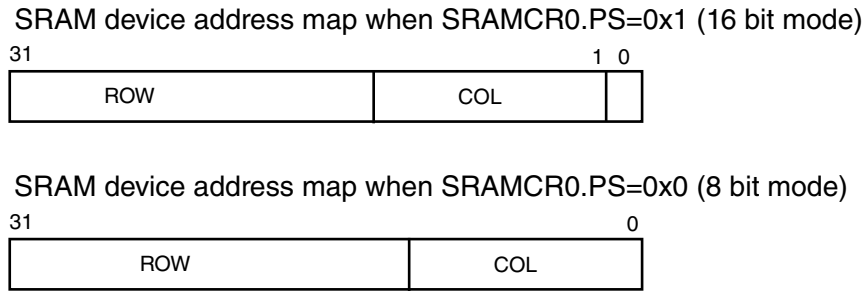 SRAM device address map when SRAMCR0.PS=0x1 (16 bit mode)
31 1 0
ROW COL
SRAM device address map when SRAMCR0.PS=0x0 (8 bit mode)
31 0
ROW COL